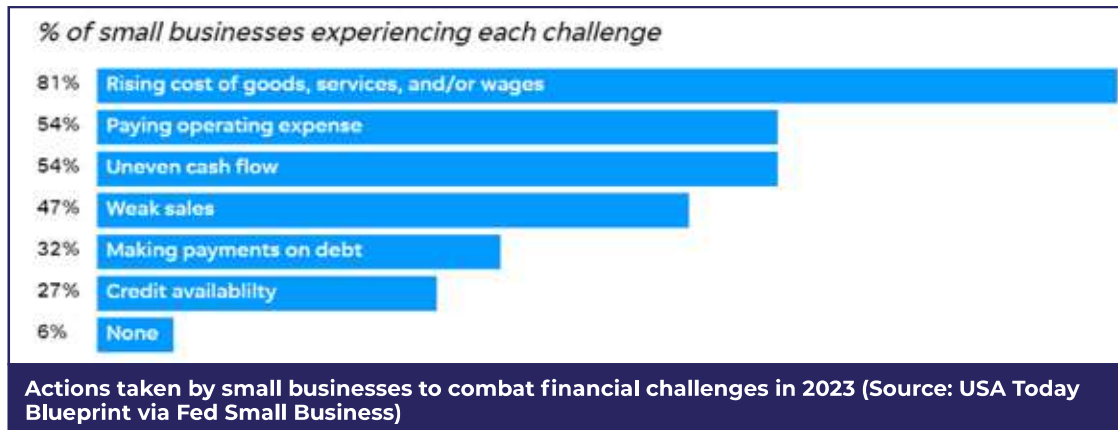 % of small businesses experiencing each challenge
81% Rising cost of goods, services, and/or wages
54% Paying operating expense
54% Uneven cash flow
47% Weak sales
32% Making payments on debt
27% Credit availablilty
6% None
Actions taken by small businesses to combat financial challenges in 2023 (Source: USA Today
Blueprint via Fed Small Business)